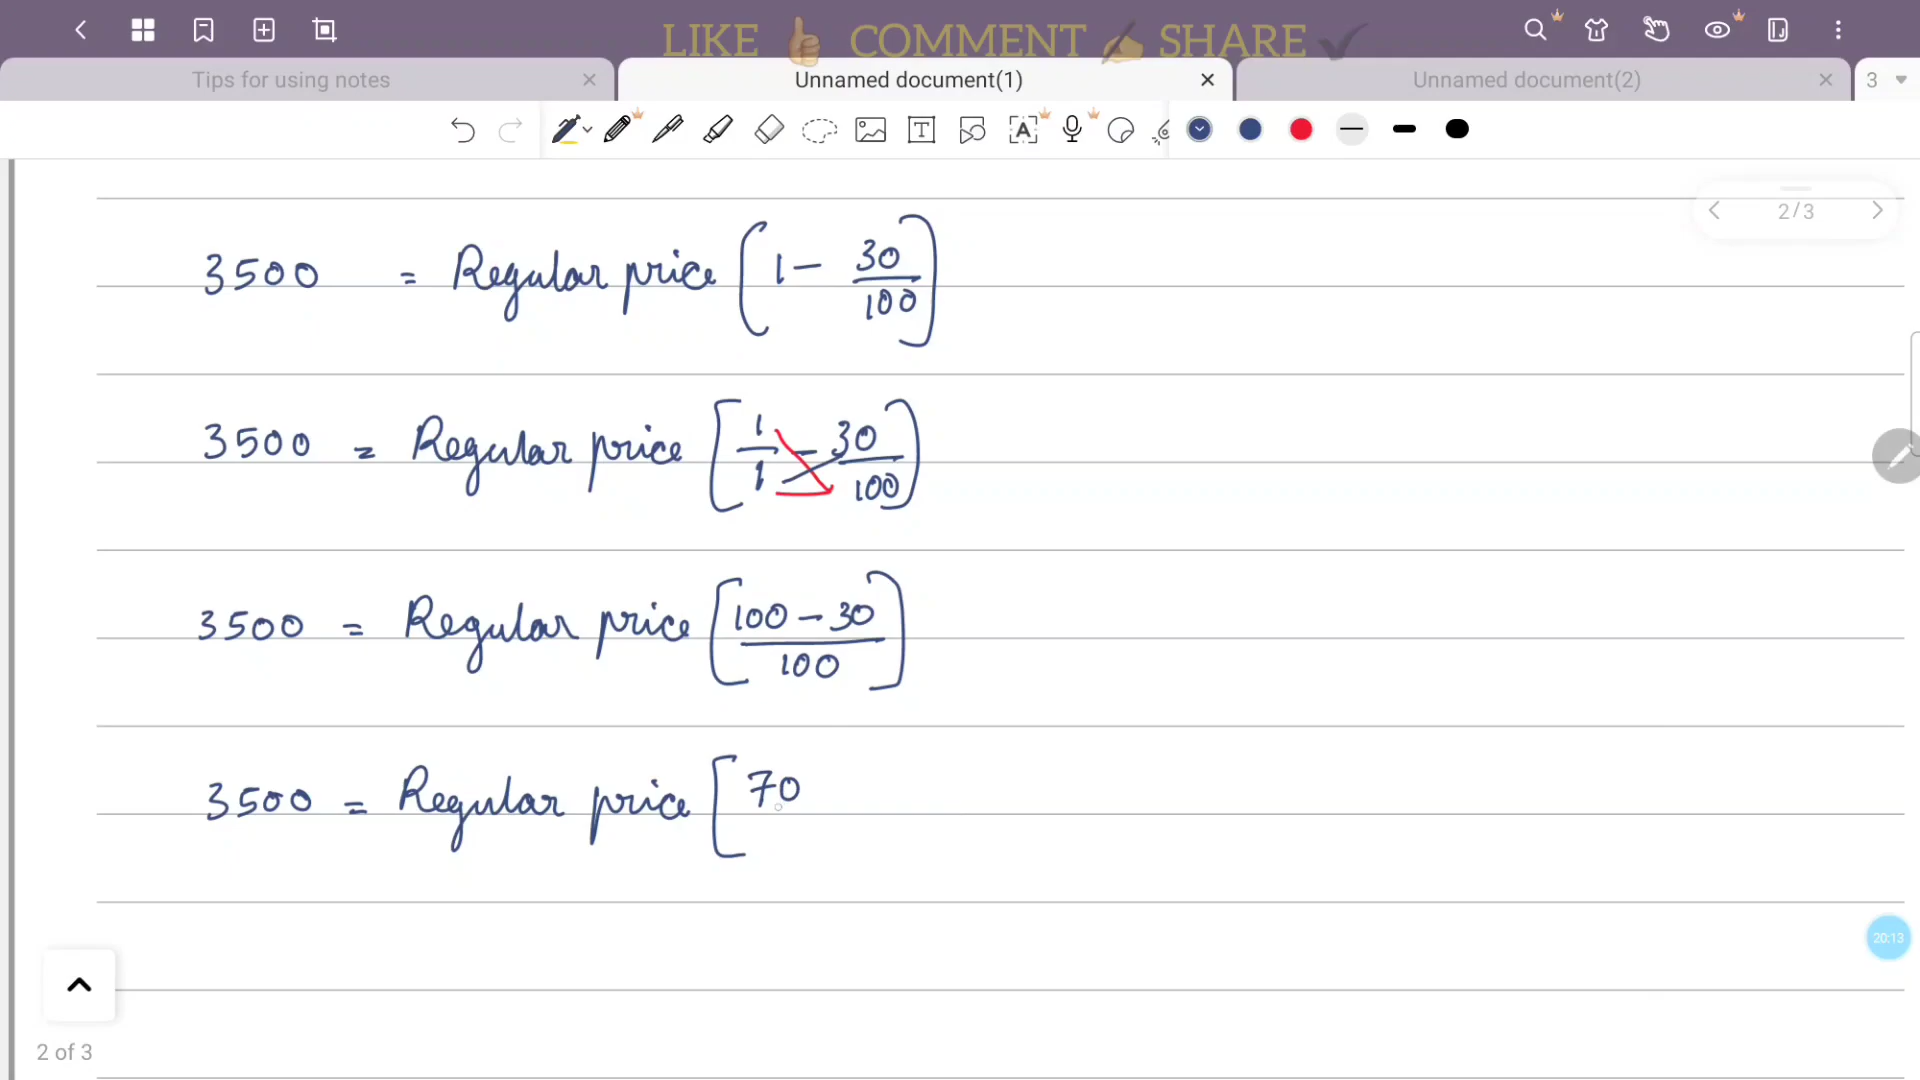 LIKE 👍 COMMENT ✍ SHARE ✔
Tips for using notes
Unnamed document(1)
Unnamed document(2)
3
2/3
3500 = Regular price [1 - 30/100]
3500 = Regular price [1/1 - 30/100]
3500 = Regular price [100 - 30/100]
3500 = Regular price [70
20:13
2 of 3